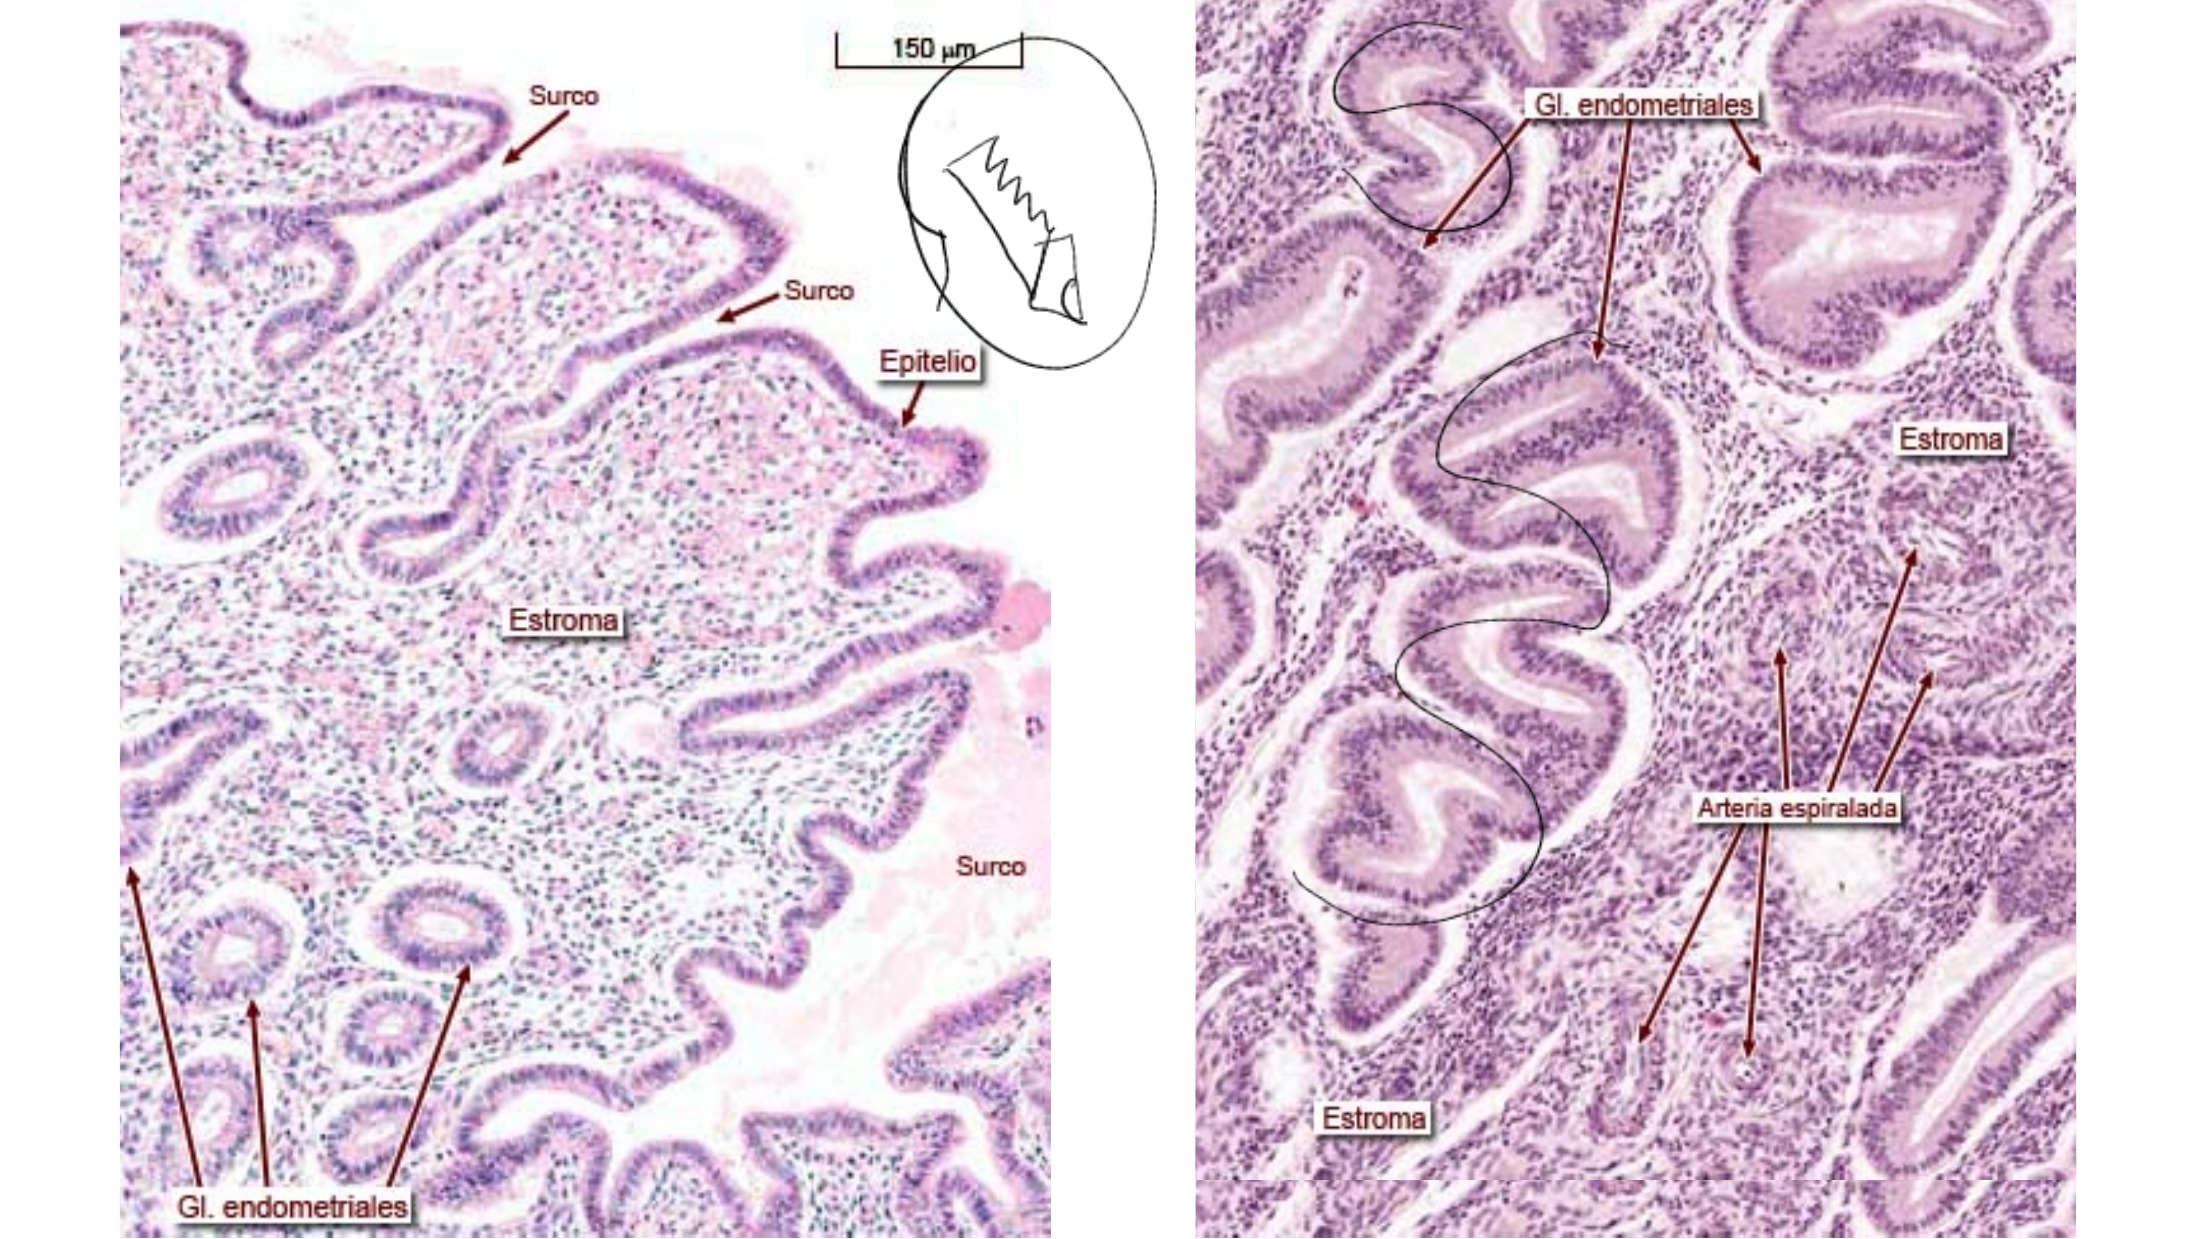 150 µm
Surco
Surco
Epitelio
Estroma
Surco
Gl. endometriales
Gl. endometriales
Estroma
Arteria espiralada
Estroma